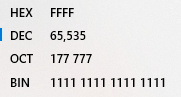 HEX FFFF
DEC 65,535
OCT 177 777
BIN 1111 1111 1111 1111